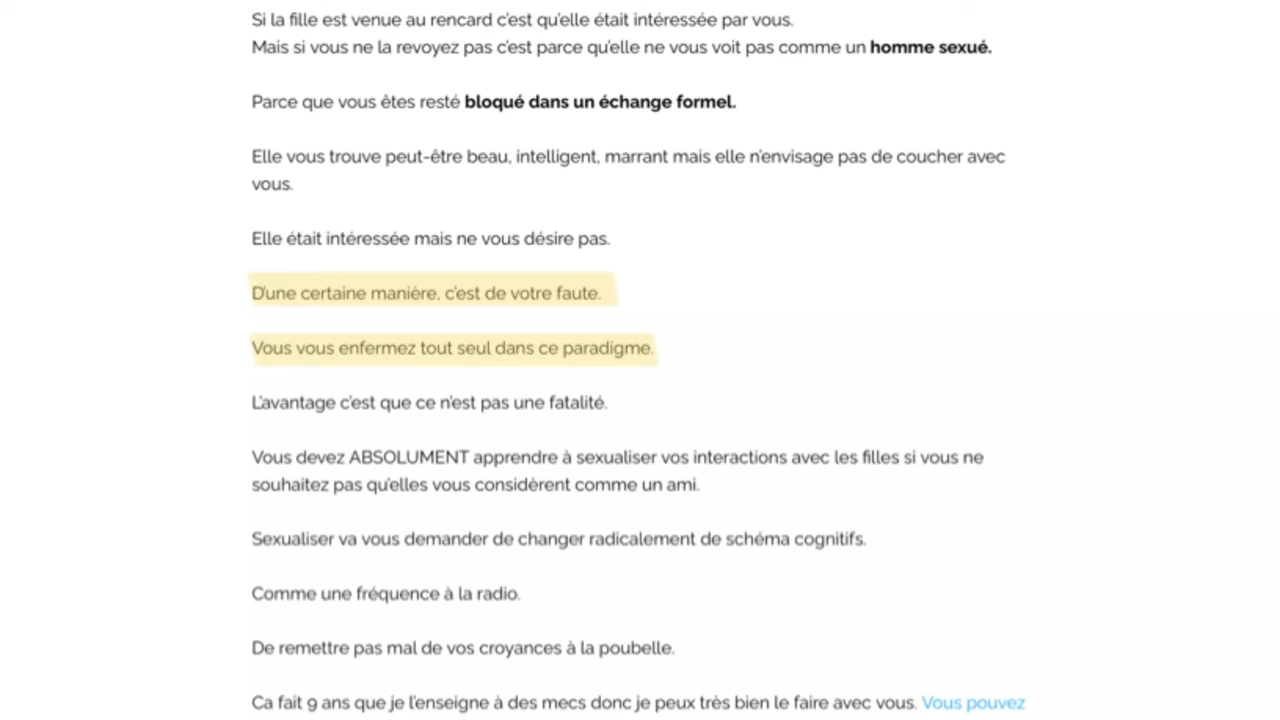 Si la fille est venue au rencard c'est qu'elle était intéressée par vous.
Mais si vous ne la revoyez pas c'est parce qu'elle ne vous voit pas comme un homme sexué.
Parce que vous êtes resté bloqué dans un échange formel.
Elle vous trouve peut-être beau, intelligent, marrant mais elle n'envisage pas de coucher avec
vous.
Elle était intéressée mais ne vous désire pas.
D'une certaine manière, c'est de votre faute.
Vous vous enfermez tout seul dans ce paradigme.
L'avantage c'est que ce n'est pas une fatalité.
Vous devez ABSOLUMENT apprendre à sexualiser vos interactions avec les filles si vous ne
souhaitez pas qu'elles vous considèrent comme un ami.
Sexualiser va vous demander de changer radicalement de schéma cognitifs.
Comme une fréquence à la radio.
De remettre pas mal de vos croyances à la poubelle.
Ca fait 9 ans que je l'enseigne à des mecs donc je peux très bien le faire avec vous. Vous pouvez